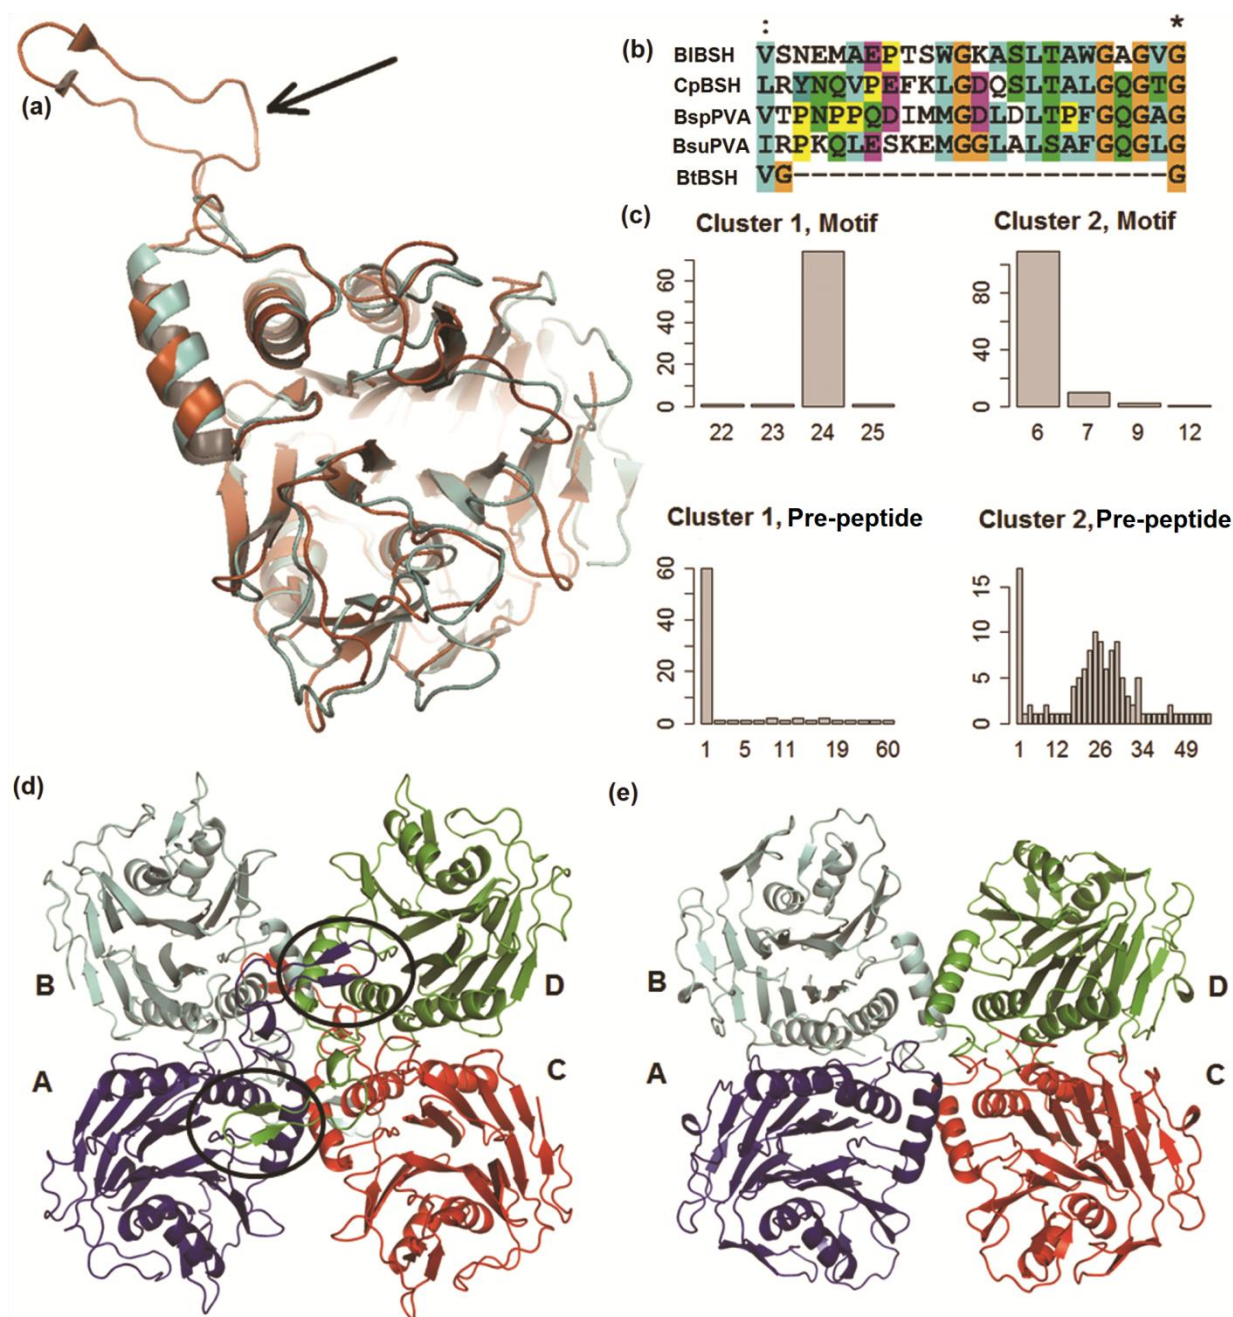 (a)
(b)
: *
BlBSH VSNEMAEPTSWGKASLTAWGAGVG
CpBSH LRYNQVPEFKLGDQSLTALGQGTG
BspPVA VTPNPPQDIMMGDLDLTPFGQGAG
BsuPVA IRPKQLESKEMGGLALSAFGQGLG
BtBSH VG---------------------G
(c)
Cluster 1, Motif
60
40
20
0
22 23 24 25
Cluster 2, Motif
80
40
0
6 7 9 12
Cluster 1, Pre-peptide
60
40
20
0
1 5 11 19 60
Cluster 2, Pre-peptide
15
10
5
0
1 12 26 34 49
(d)
B
D
A
C
(e)
B
D
A
C